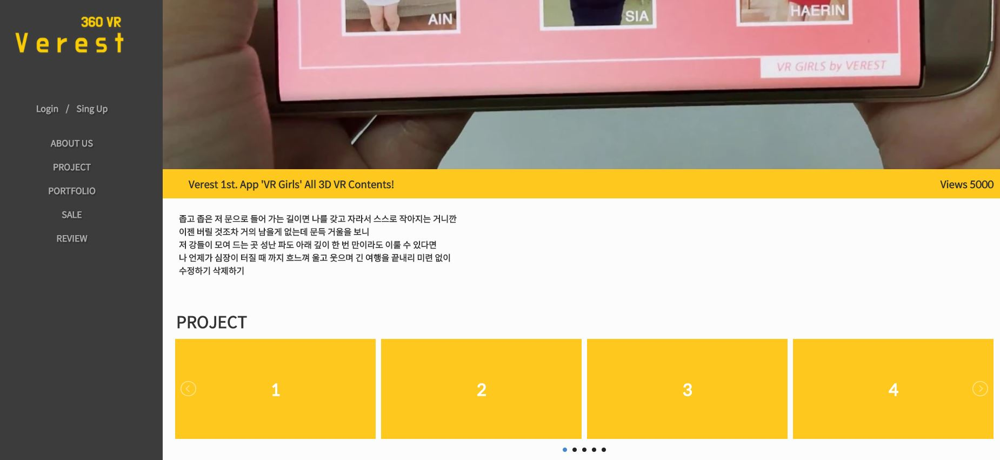 360 VR
Verest
Login / Sing Up
ABOUT US
PROJECT
PORTFOLIO
SALE
REVIEW
AIN
SIA
HAERIN
VR GIRLS by VEREST
Verest 1st. App 'VR Girls' All 3D VR Contents!
Views 5000
좁고 좁은 저 문으로 들어 가는 길이면 나를 갖고 자라서 스스로 작아지는 거니깐
이젠 버릴 것조차 거의 남을게 없는데 문득 거울을 보니
저 강들이 모여 드는 곳 성난 파도 아래 깊이 한 번 만이라도 이룰 수 있다면
나 언제가 심장이 터질 때 까지 흐느껴 울고 웃으며 긴 여행을 끝내리 미련 없이
수정하기 삭제하기
PROJECT
1
2
3
4